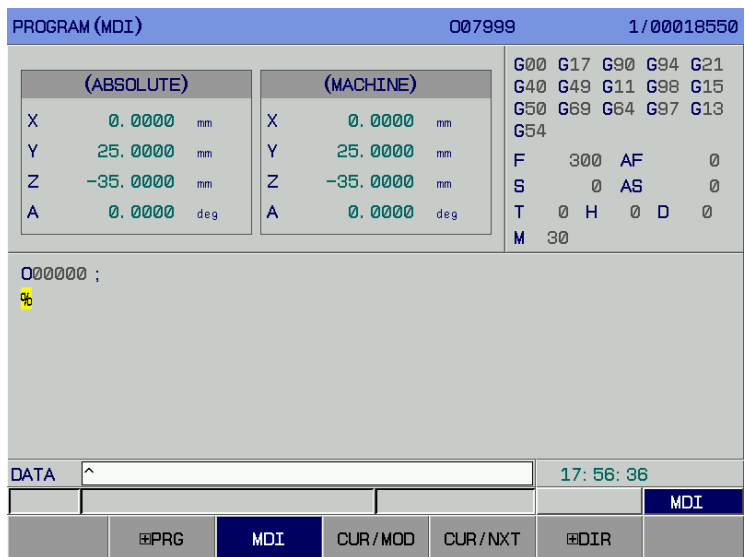 PROGRAM(MDI) O07999 1/00018550
(ABSOLUTE) (MACHINE) G00 G17 G90 G94 G21
G40 G49 G11 G98 G15
X 0.0000 mm X 0.0000 mm G50 G69 G64 G97 G13
G54
Y 25.0000 mm Y 25.0000 mm F 300 AF 0
Z -35.0000 mm Z -35.0000 mm S 0 AS 0
A 0.0000 deg A 0.0000 deg T 0 H 0 D 0
M 30
O00000 ;
%
DATA ^ 17:56:36
MDI
⊞PRG MDI CUR/MOD CUR/NXT ⊞DIR